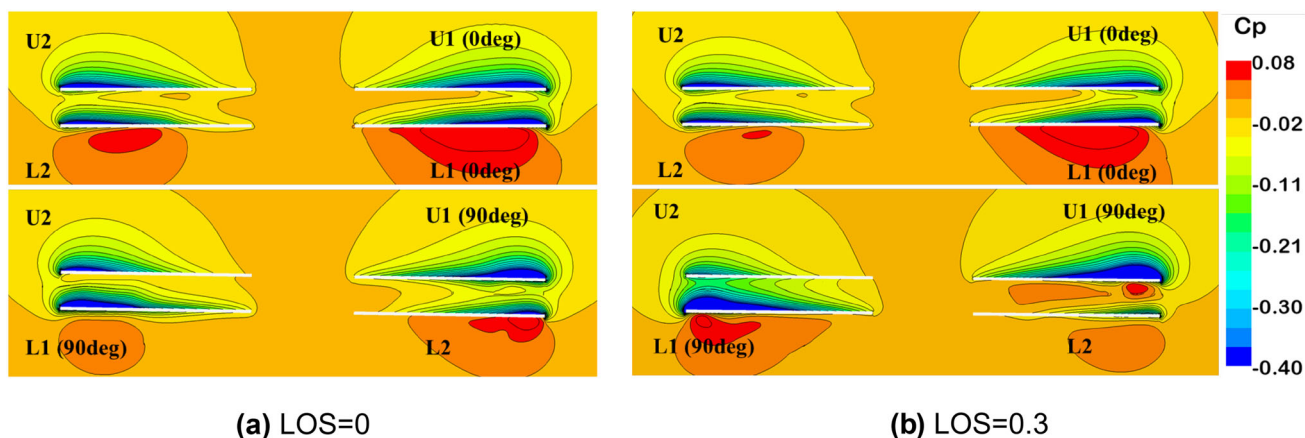 U2 U1 (0deg)
L2 L1 (0deg)
U2 U1 (90deg)
L1 (90deg) L2
U2 U1 (0deg)
L2 L1 (0deg)
U2 U1 (90deg)
L1 (90deg) L2
Cp
0.08
-0.02
-0.11
-0.21
-0.30
-0.40
(a) LOS=0
(b) LOS=0.3